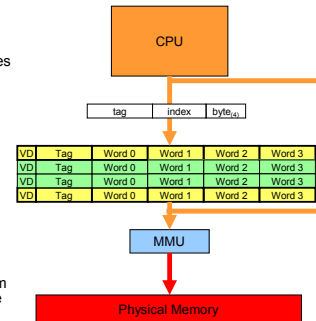 CPU
es
tag index byte(4)
VD Tag Word 0 Word 1 Word 2 Word 3
VD Tag Word 0 Word 1 Word 2 Word 3
VD Tag Word 0 Word 1 Word 2 Word 3
VD Tag Word 0 Word 1 Word 2 Word 3
MMU
m
e
Physical Memory